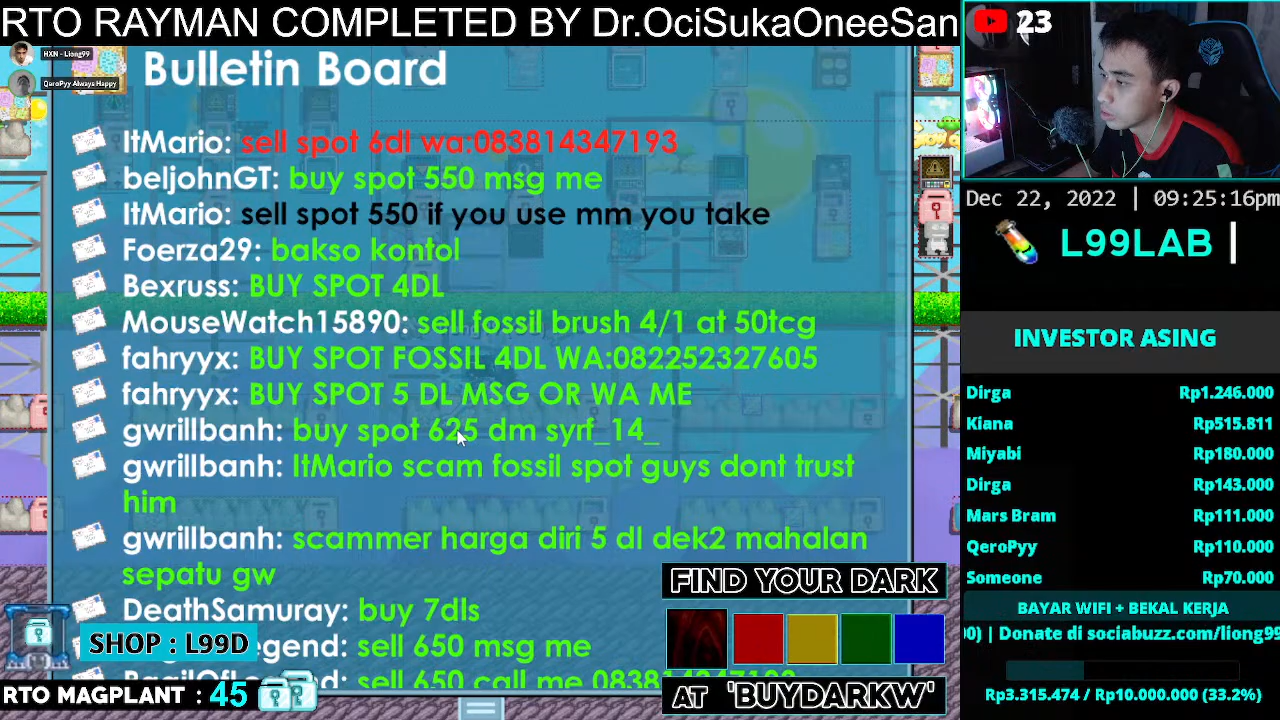 RTO RAYMAN COMPLETED BY Dr.OciSukaOneeSan
23
HXN - Liong99
QeroPyy Always Happy
Bulletin Board
ItMario: sell spot 6dl wa:083814347193
beljohnGT: buy spot 550 msg me
ItMario: sell spot 550 if you use mm you take
Foerza29: bakso kontol
Bexruss: BUY SPOT 4DL
MouseWatch15890: sell fossil brush 4/1 at 50tcg
fahryyx: BUY SPOT FOSSIL 4DL WA:082252327605
fahryyx: BUY SPOT 5 DL MSG OR WA ME
gwrillbanh: buy spot 625 dm syrf_14_
gwrillbanh: ItMario scam fossil spot guys dont trust
him
gwrillbanh: scammer harga diri 5 dl dek2 mahalan
sepatu gw
DeathSamuray: buy 7dls
egend: sell 650 msg me
sell 650 call me
SHOP : L99D
RTO MAGPLANT : 45
FIND YOUR DARK
AT 'BUYDARKW'
Dec 22, 2022 | 09:25:16pm
L99LAB |
INVESTOR ASING
Dirga Rp1.246.000
Kiana Rp515.811
Miyabi Rp180.000
Dirga Rp143.000
Mars Bram Rp111.000
QeroPyy Rp110.000
Someone Rp70.000
BAYAR WIFI + BEKAL KERJA
00) | Donate di sociabuzz.com/liong99
Rp3.315.474 / Rp10.000.000 (33.2%)